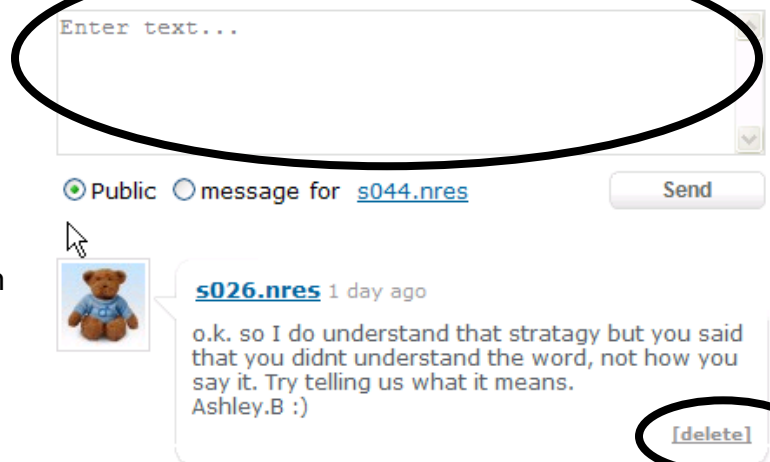 Enter text...
Public message for s044.nres Send
s026.nres 1 day ago
o.k. so I do understand that stratagy but you said
that you didnt understand the word, not how you
say it. Try telling us what it means.
Ashley.B :)
[delete]